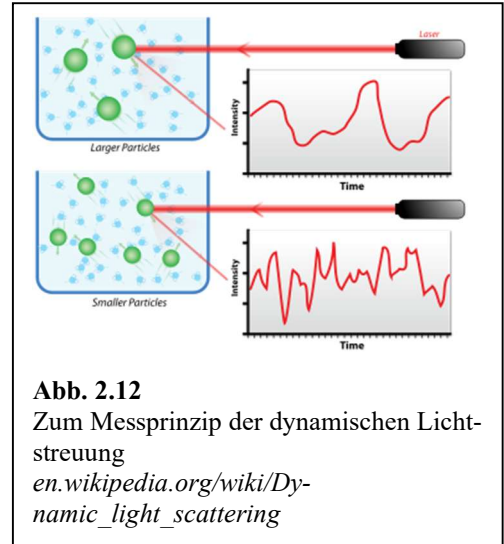 Laser
Intensity
Time
Larger Particles
Intensity
Time
Smaller Particles
Abb. 2.12
Zum Messprinzip der dynamischen Licht-
streuung
en.wikipedia.org/wiki/Dy-
namic_light_scattering